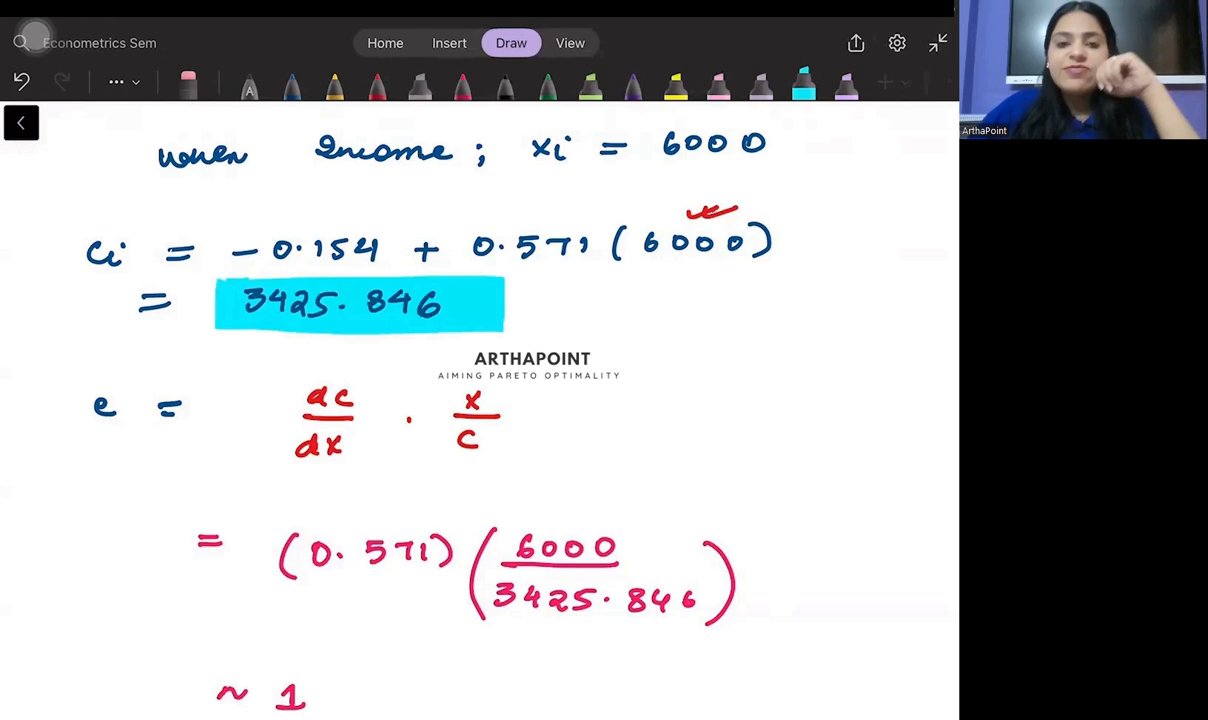 Econometrics Sem
Home Insert Draw View
A
ArthaPoint
when Income ; xi = 6000
ci = - 0.154 + 0.571 ( 6000 )
= 3425.846
ARTHAPOINT
AIMING PARETO OPTIMALITY
e = dc/dx . x/c
= (0.571) ( 6000/3425.846 )
~ 1